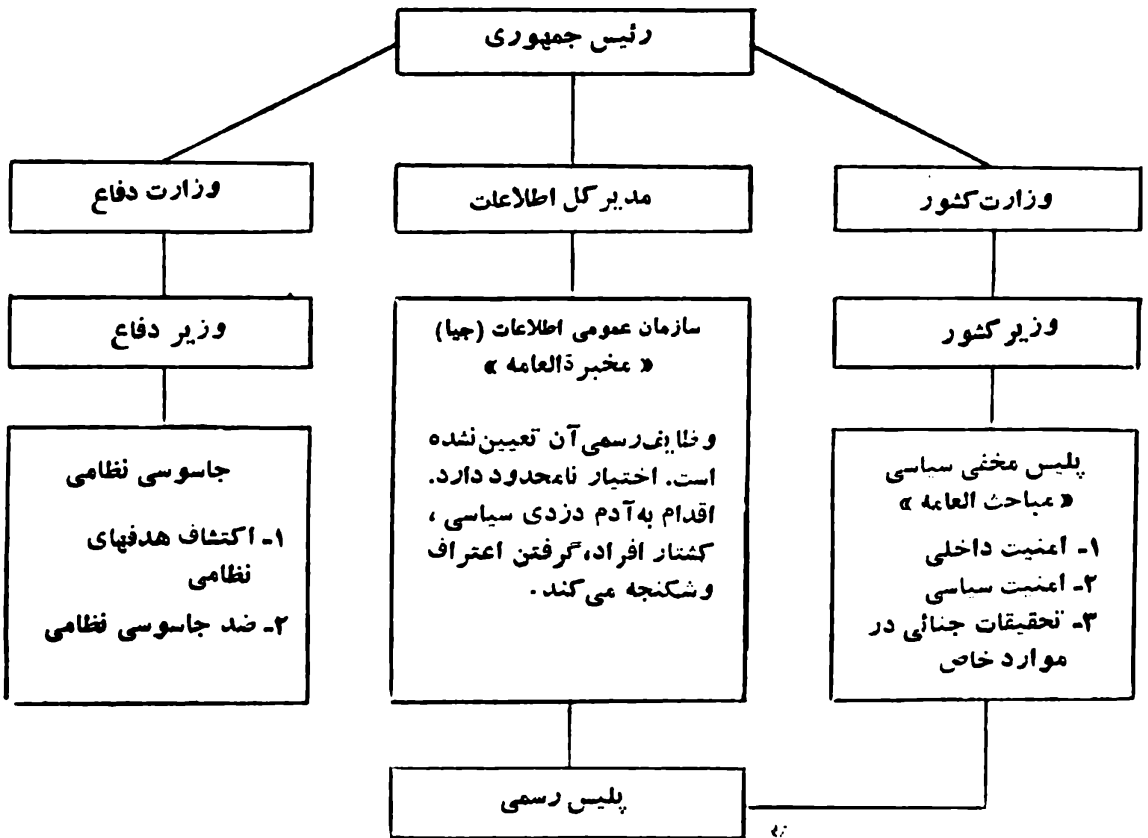 رئیس جمهوری
وزارت کشور
مدیر کل اطلاعات
وزارت دفاع
وزیر کشور
سازمان عمومی اطلاعات (جیا)
« مخبرةالعامه »
وظایف رسمی آن تعیین نشده
است. اختیار نامحدود دارد.
اقدام به آدم دزدی سیاسی ،
کشتار افراد، گرفتن اعتراف
و شکنجه می‌کند.
وزیر دفاع
پلیس مخفی سیاسی
« مباحث العامه »
۱- امنیت داخلی
۲- امنیت سیاسی
۳- تحقیقات جنائی در
موارد خاص
جاسوسی نظامی
۱- اکتشاف هدفهای
نظامی
۲- ضد جاسوسی نظامی
پلیس رسمی